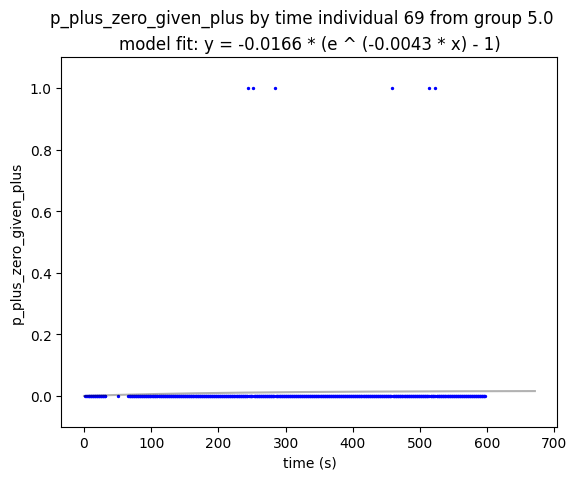 p_plus_zero_given_plus by time individual 69 from group 5.0
model fit: y = -0.0166 * (e ^ (-0.0043 * x) - 1)
1.0
0.8
0.6
0.4
0.2
0.0
p_plus_zero_given_plus
0 100 200 300 400 500 600 700
time (s)